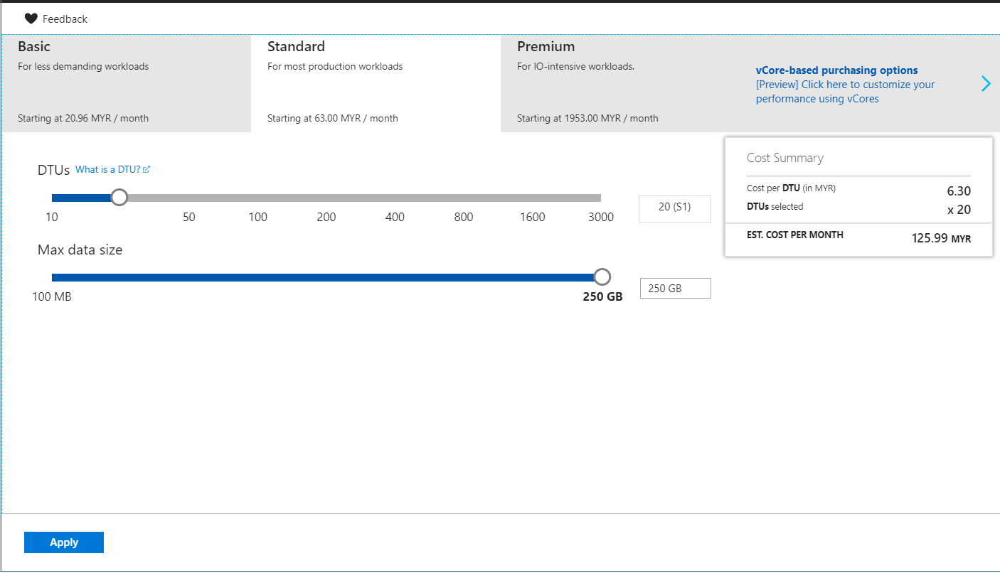 Feedback
Basic
For less demanding workloads
Starting at 20.96 MYR / month
Standard
For most production workloads
Starting at 63.00 MYR / month
Premium
For IO-intensive workloads.
Starting at 1953.00 MYR / month
vCore-based purchasing options
[Preview] Click here to customize your
performance using vCores
DTUs What is a DTU?
10 50 100 200 400 800 1600 3000
20 (S1)
Max data size
100 MB 250 GB
250 GB
Cost Summary
Cost per DTU (in MYR) 6.30
DTUs selected x 20
EST. COST PER MONTH 125.99 MYR
Apply